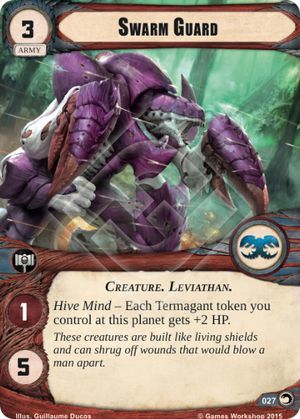 3
ARMY
SWARM GUARD
CREATURE. LEVIATHAN.
1
Hive Mind – Each Termagant token you
control at this planet gets +2 HP.
These creatures are built like living shields
and can shrug off wounds that would blow a
man apart.
5
027
Illus. Guillaume Ducos
© Games Workshop 2015